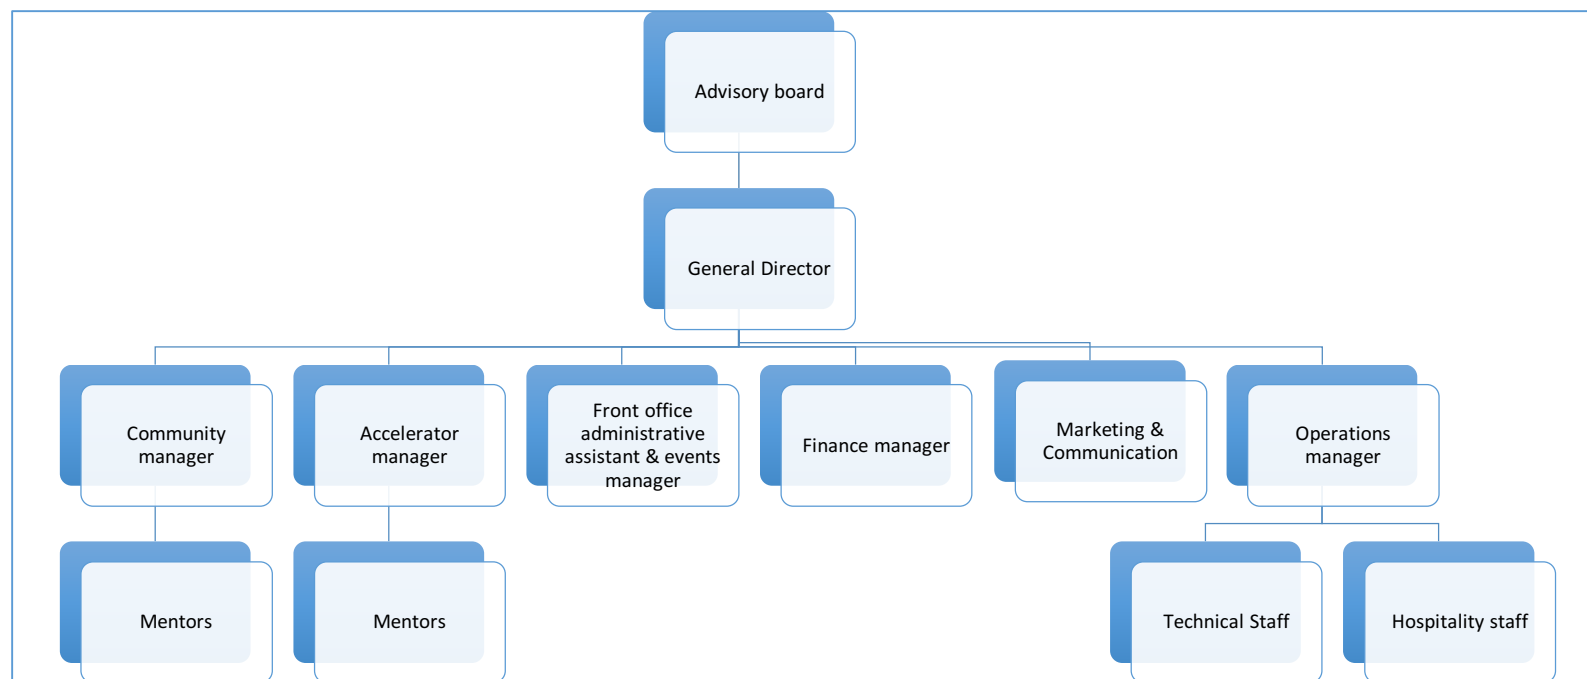 Advisory board
General Director
Community
manager
Accelerator
manager
Front office
administrative
assistant & events
manager
Finance manager
Marketing &
Communication
Operations
manager
Mentors
Mentors
Technical Staff
Hospitality staff